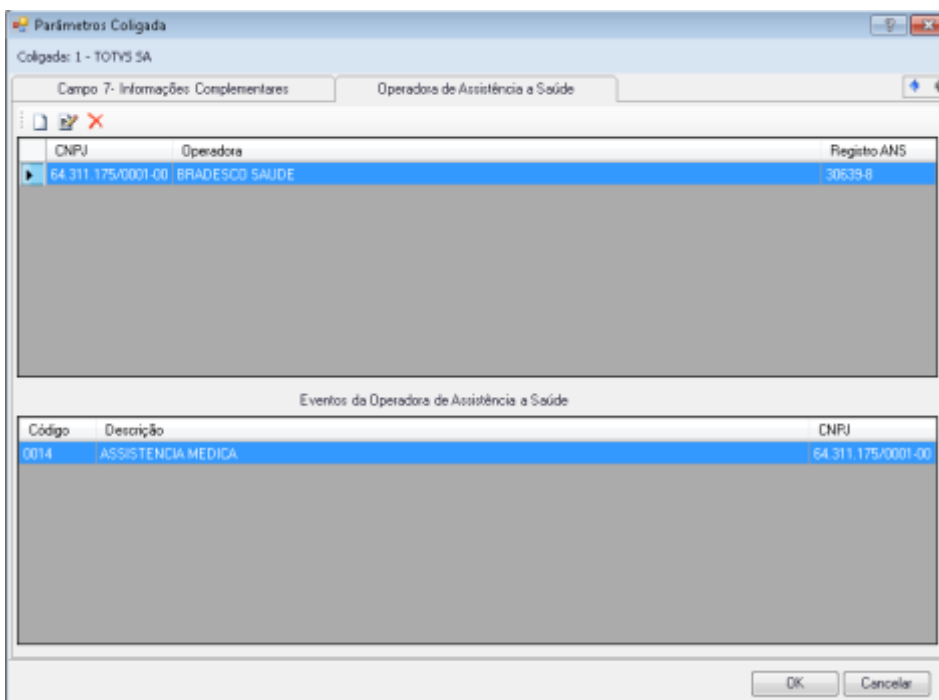 Parâmetros Coligada
Coligada: 1 - TOTVS SA
Campo 7- Informações Complementares Operadora de Assistência a Saúde
CNPJ Operadora Registro ANS
64.311.175/0001-00 BRADESCO SAUDE 30639-8
Eventos da Operadora de Assistência a Saúde
Código Descrição CNPJ
0014 ASSISTENCIA MEDICA 64.311.175/0001-00
OK Cancelar